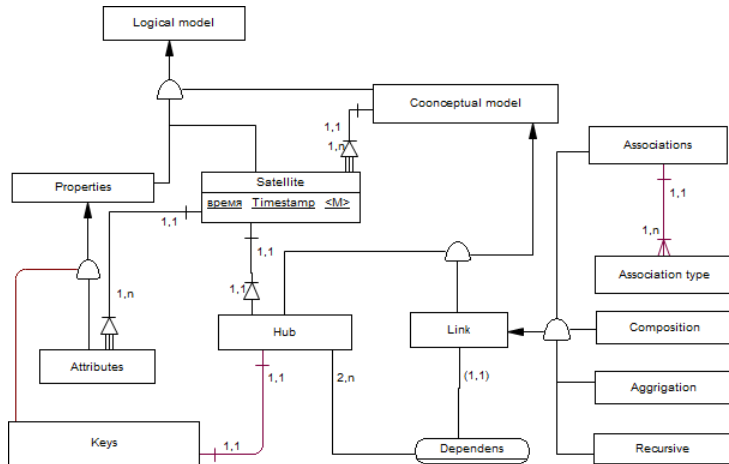 Logical model
Coonceptual model
1,1
1,n
Associations
Properties
Satellite
время Timestamp <M>
1,1
1,1
1,1
1,n
1,n
1,1
Association type
Hub
Link
Composition
Attributes
1,1
2,n
(1,1)
Aggrigation
Keys
1,1
Dependens
Recursive